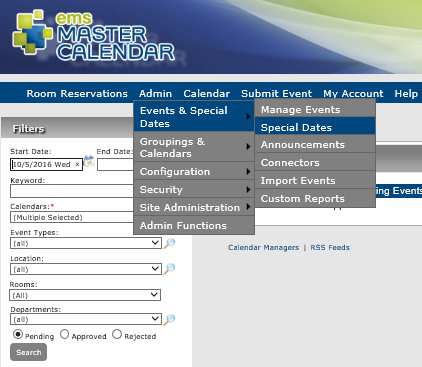 ems
MASTER
CALENDAR
Room Reservations Admin Calendar Submit Event My Account Help
Events & Special
Dates
Groupings &
Calendars
Configuration
Security
Site Administration
Admin Functions
Manage Events
Special Dates
Announcements
Connectors
Import Events
Custom Reports
Filters
Start Date:
End Date:
10/5/2016 Wed ×
Keyword:
Calendars:*
(Multiple Selected)
Event Types:
(all)
Location:
(all)
Rooms:
(All)
Departments:
(all)
Pending Approved Rejected
Search
ing Events
Calendar Managers | RSS Feeds